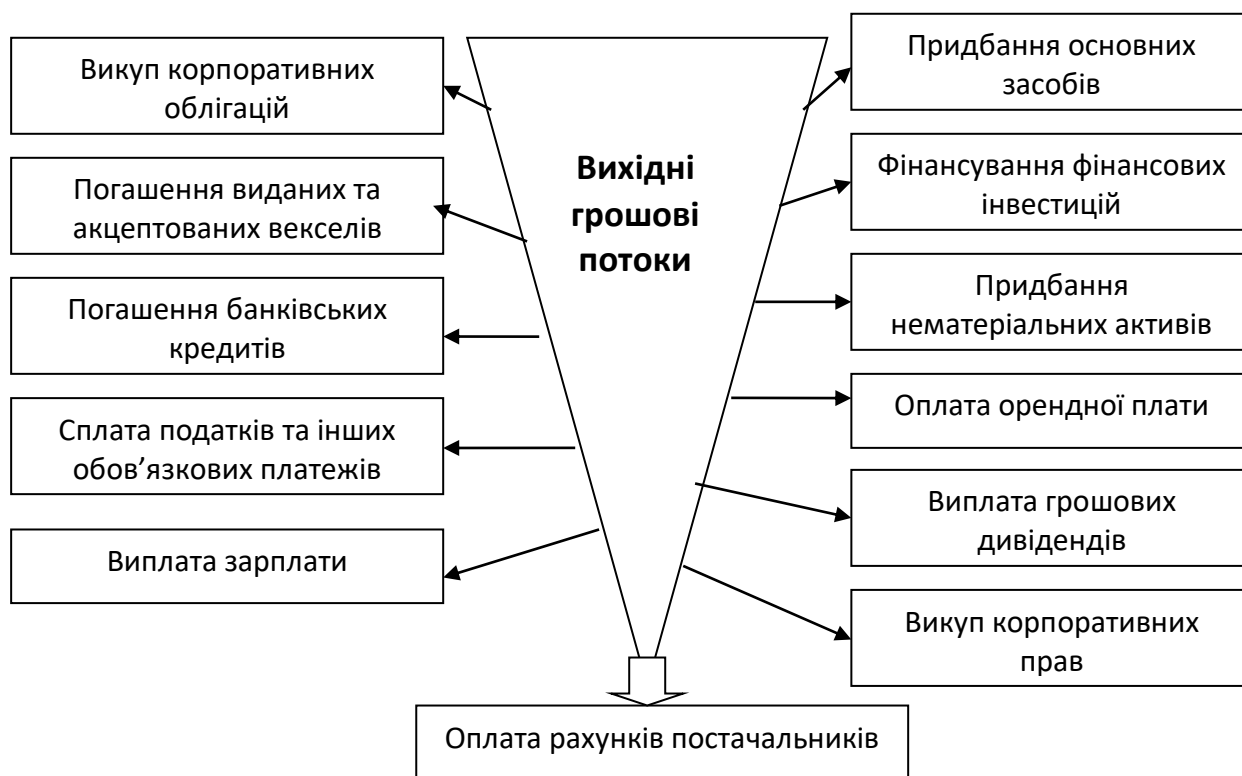 Викуп корпоративних
облігацій
Погашення виданих та
акцептованих векселів
Погашення банківських
кредитів
Сплата податків та інших
обов’язкових платежів
Виплата зарплати
Вихідні
грошові
потоки
Придбання основних
засобів
Фінансування фінансових
інвестицій
Придбання
нематеріальних активів
Оплата орендної плати
Виплата грошових
дивідендів
Викуп корпоративних
прав
Оплата рахунків постачальників